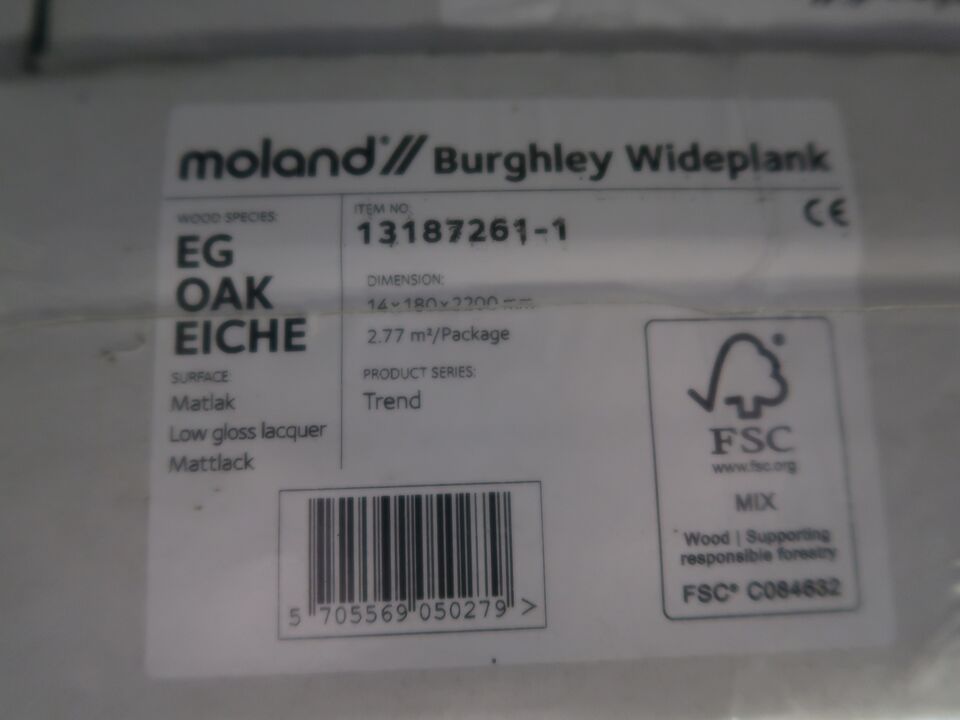 moland® Burghley Wideplank
WOOD SPECIES:
EG
OAK
EICHE
SURFACE:
Matlak
Low gloss lacquer
Mattlack
ITEM NO:
13187261-1
DIMENSION:
14x180x2200 mm
2.77 m²/Package
PRODUCT SERIES:
Trend
CE
5 705569 050279 >
FSC
www.fsc.org
MIX
Wood | Supporting
responsible forestry
FSC® C084632